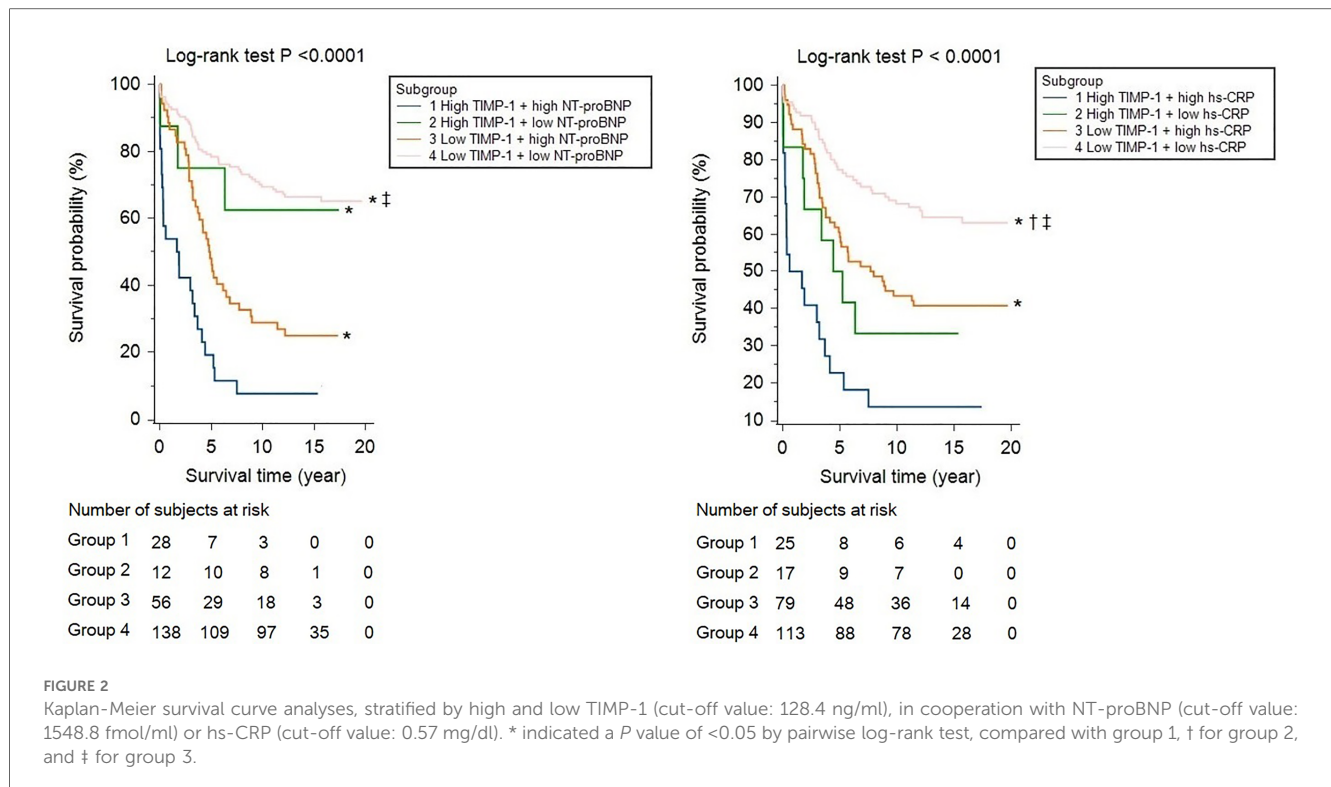 Log-rank test P <0.0001
Subgroup
1 High TIMP-1 + high NT-proBNP
2 High TIMP-1 + low NT-proBNP
3 Low TIMP-1 + high NT-proBNP
4 Low TIMP-1 + low NT-proBNP
100
80
60
40
20
0
Survival probability (%)
* ‡
*
*
0 5 10 15 20
Survival time (year)
Number of subjects at risk
Group 1 28 7 3 0 0
Group 2 12 10 8 1 0
Group 3 56 29 18 3 0
Group 4 138 109 97 35 0
Log-rank test P < 0.0001
Subgroup
1 High TIMP-1 + high hs-CRP
2 High TIMP-1 + low hs-CRP
3 Low TIMP-1 + high hs-CRP
4 Low TIMP-1 + low hs-CRP
100
90
80
70
60
50
40
30
20
10
Survival probability (%)
* † ‡
*
0 5 10 15 20
Survival time (year)
Number of subjects at risk
Group 1 25 8 6 4 0
Group 2 17 9 7 0 0
Group 3 79 48 36 14 0
Group 4 113 88 78 28 0
FIGURE 2
Kaplan-Meier survival curve analyses, stratified by high and low TIMP-1 (cut-off value: 128.4 ng/ml), in cooperation with NT-proBNP (cut-off value:
1548.8 fmol/ml) or hs-CRP (cut-off value: 0.57 mg/dl). * indicated a P value of <0.05 by pairwise log-rank test, compared with group 1, † for group 2,
and ‡ for group 3.